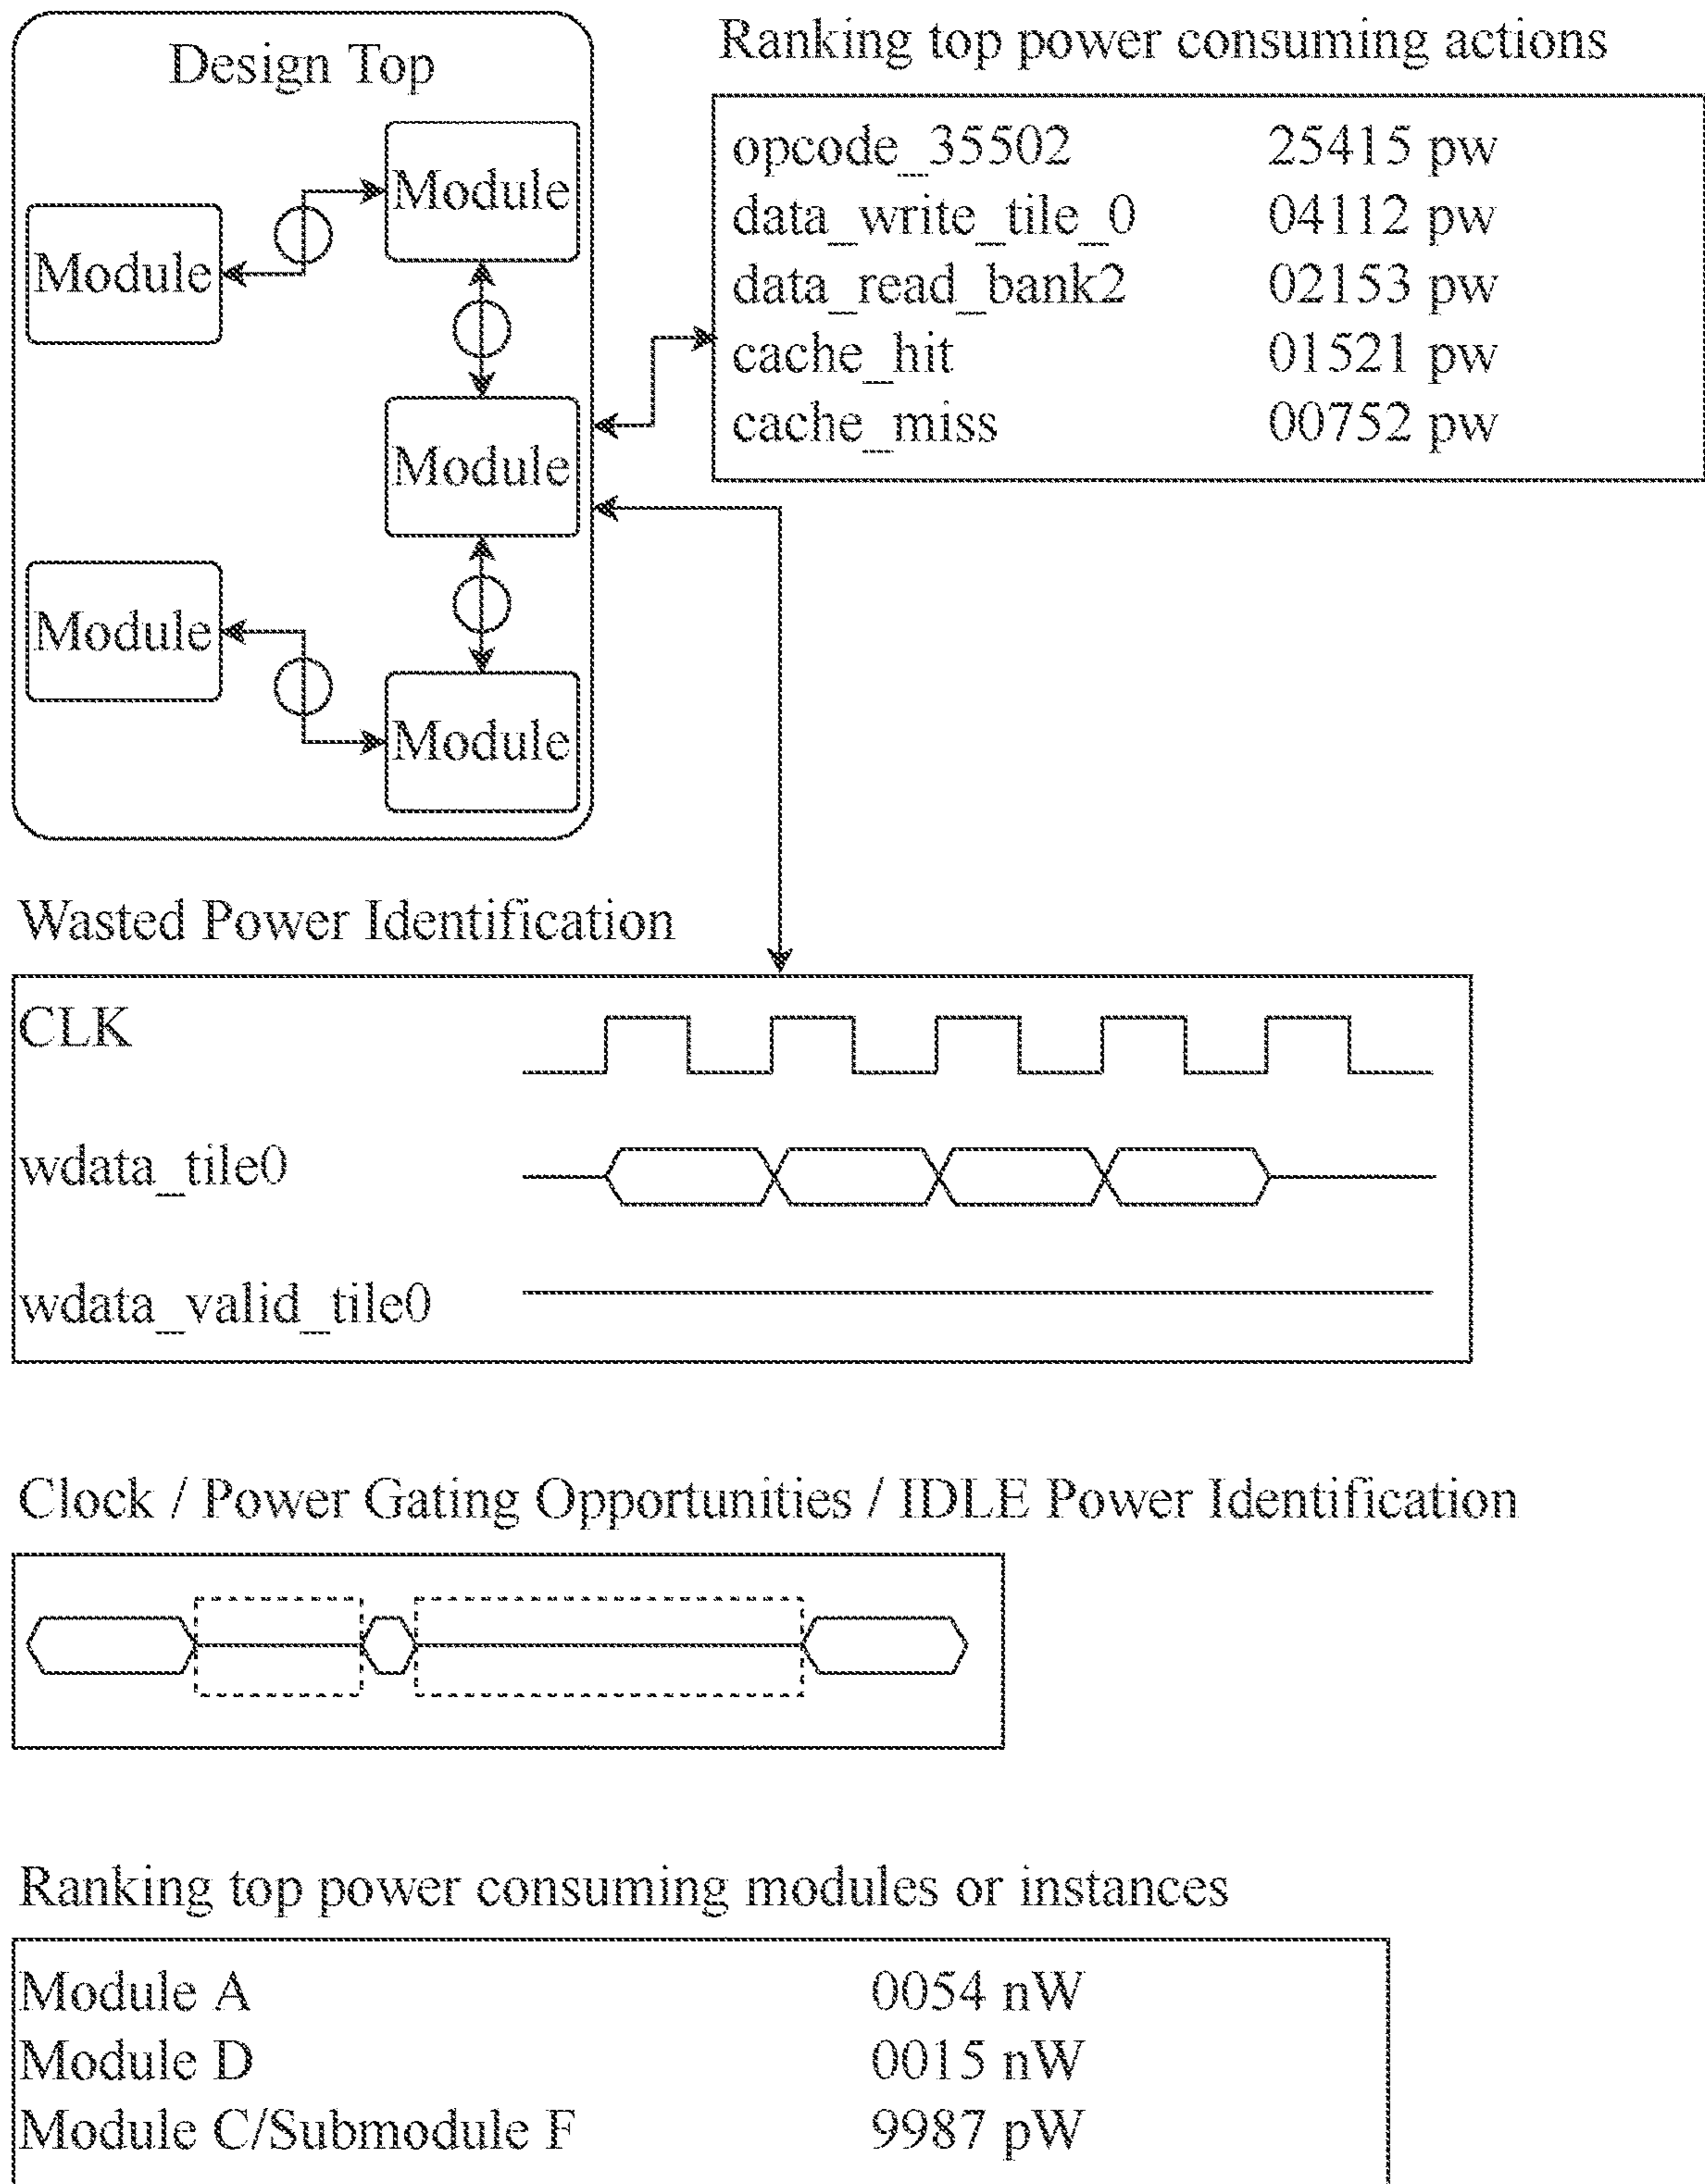 Design Top
Module
Module
Module
Module
Module
Ranking top power consuming actions
opcode_35502 25415 pw
data_write_tile_0 04112 pw
data_read_bank2 02153 pw
cache_hit 01521 pw
cache_miss 00752 pw
Wasted Power Identification
CLK
wdata_tile0
wdata_valid_tile0
Clock / Power Gating Opportunities / IDLE Power Identification
Ranking top power consuming modules or instances
Module A 0054 nW
Module D 0015 nW
Module C/Submodule F 9987 pW